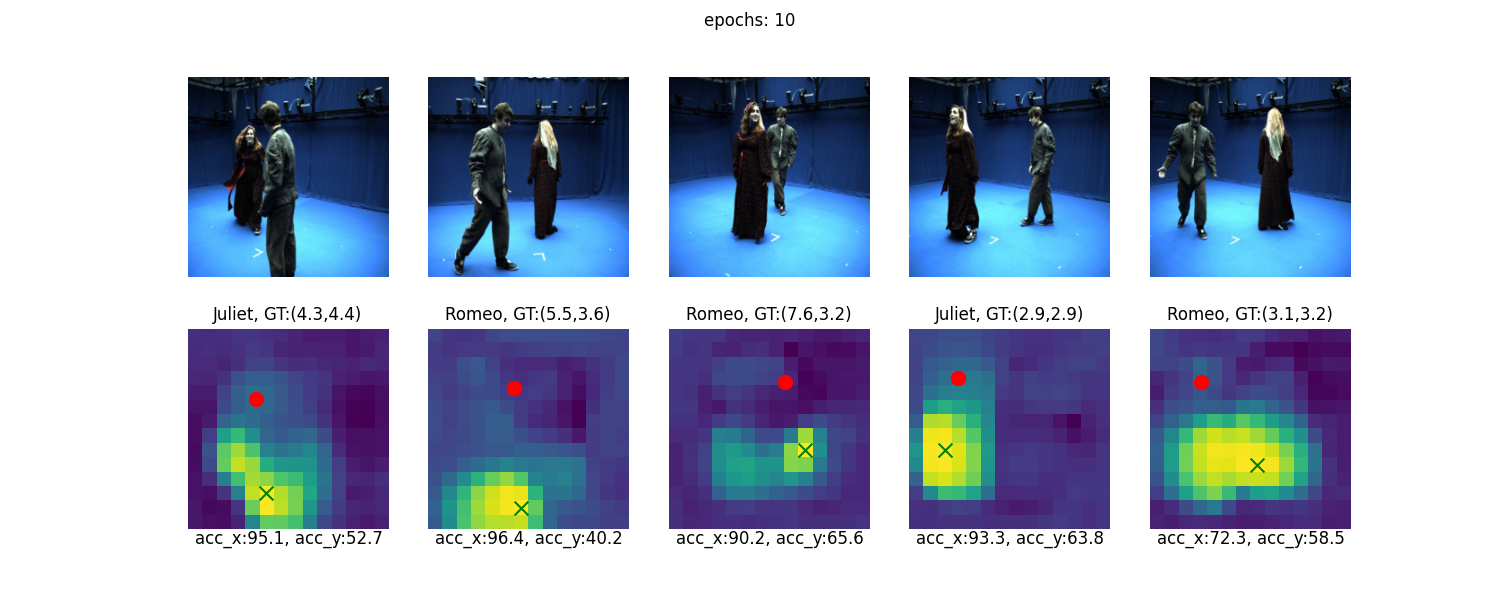 epochs: 10
Juliet, GT:(4.3,4.4)
Romeo, GT:(5.5,3.6)
Romeo, GT:(7.6,3.2)
Juliet, GT:(2.9,2.9)
Romeo, GT:(3.1,3.2)
acc_x:95.1, acc_y:52.7
acc_x:96.4, acc_y:40.2
acc_x:90.2, acc_y:65.6
acc_x:93.3, acc_y:63.8
acc_x:72.3, acc_y:58.5